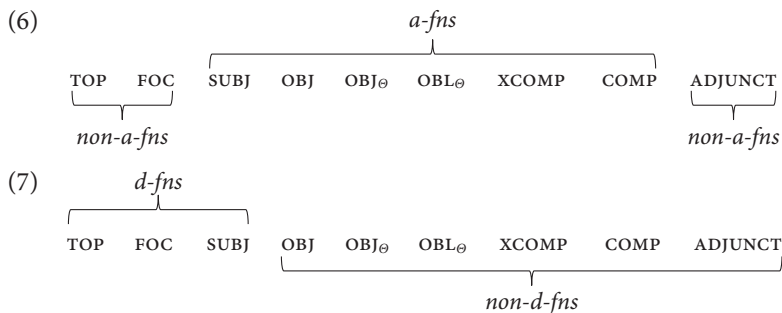 (6)
a-fns
TOP FOC SUBJ OBJ OBJΘ OBLΘ XCOMP COMP ADJUNCT
non-a-fns non-a-fns
(7)
d-fns
TOP FOC SUBJ OBJ OBJΘ OBLΘ XCOMP COMP ADJUNCT
non-d-fns